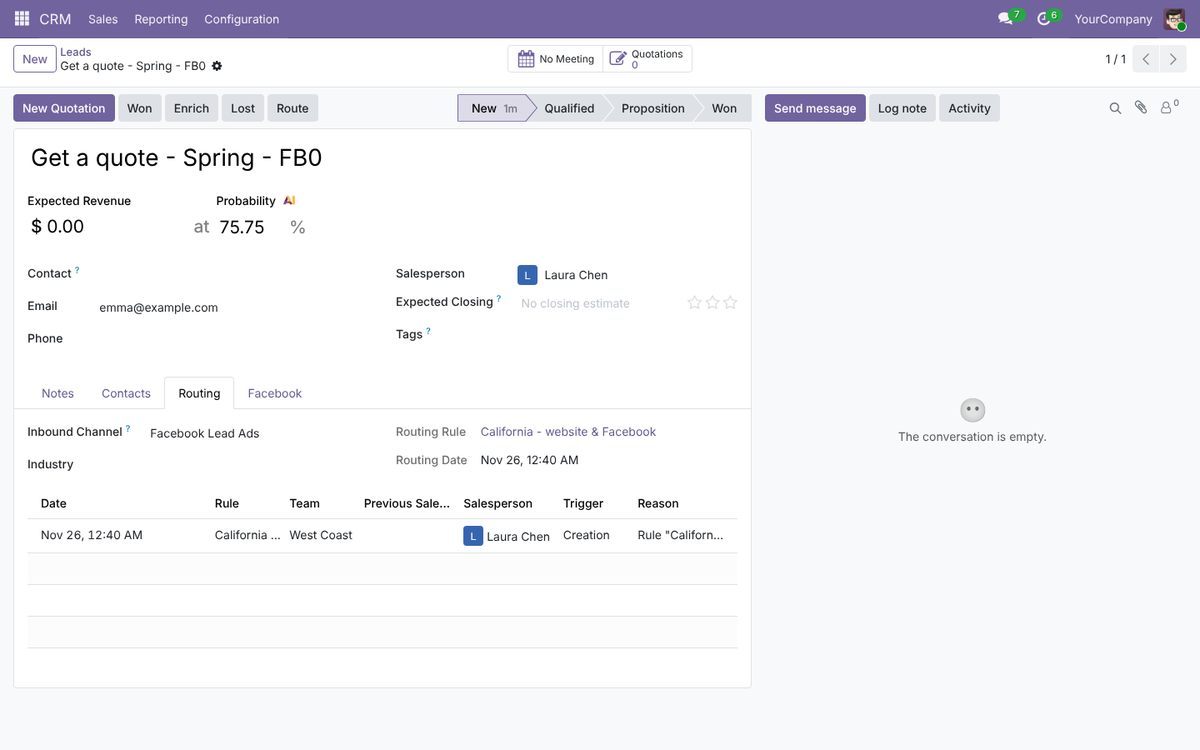 CRM Sales Reporting Configuration 7 6 YourCompany
New Leads No Meeting Quotations 1 / 1
Get a quote - Spring - FB0 0
New Quotation Won Enrich Lost Route New 1m Qualified Proposition Won Send message Log note Activity 0
Get a quote - Spring - FB0
Expected Revenue Probability AI
$ 0.00 at 75.75 %
Contact ? Salesperson L Laura Chen
Email emma@example.com Expected Closing ? No closing estimate
Phone Tags ?
Notes Contacts Routing Facebook
Inbound Channel ? Facebook Lead Ads Routing Rule California - website & Facebook
Industry Routing Date Nov 26, 12:40 AM
The conversation is empty.
Date Rule Team Previous Sale... Salesperson Trigger Reason
Nov 26, 12:40 AM California ... West Coast L Laura Chen Creation Rule "Californ...